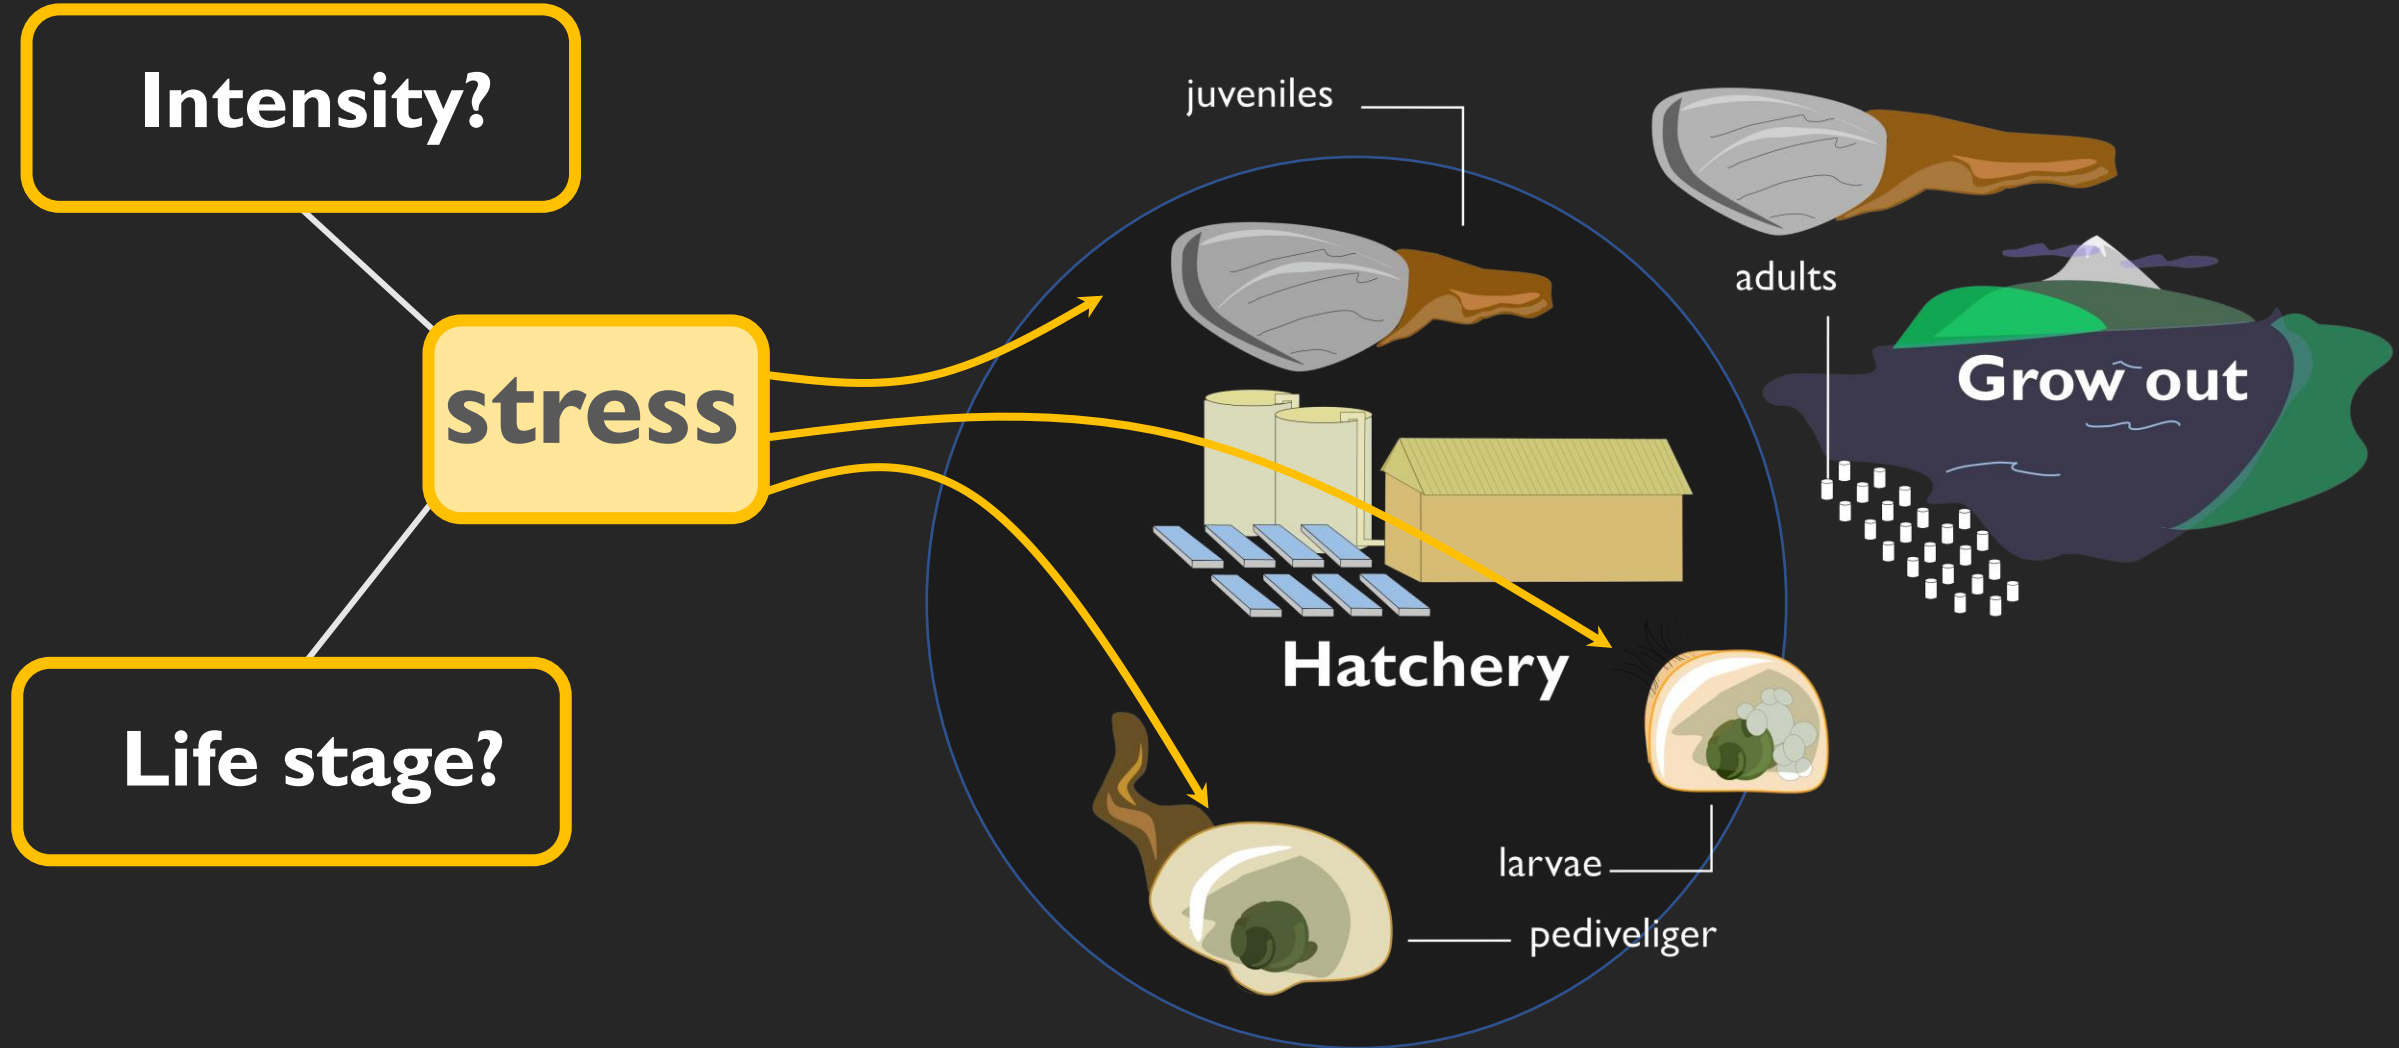 Intensity?
stress
Life stage?
juveniles
adults
Grow out
Hatchery
larvae
pediveliger